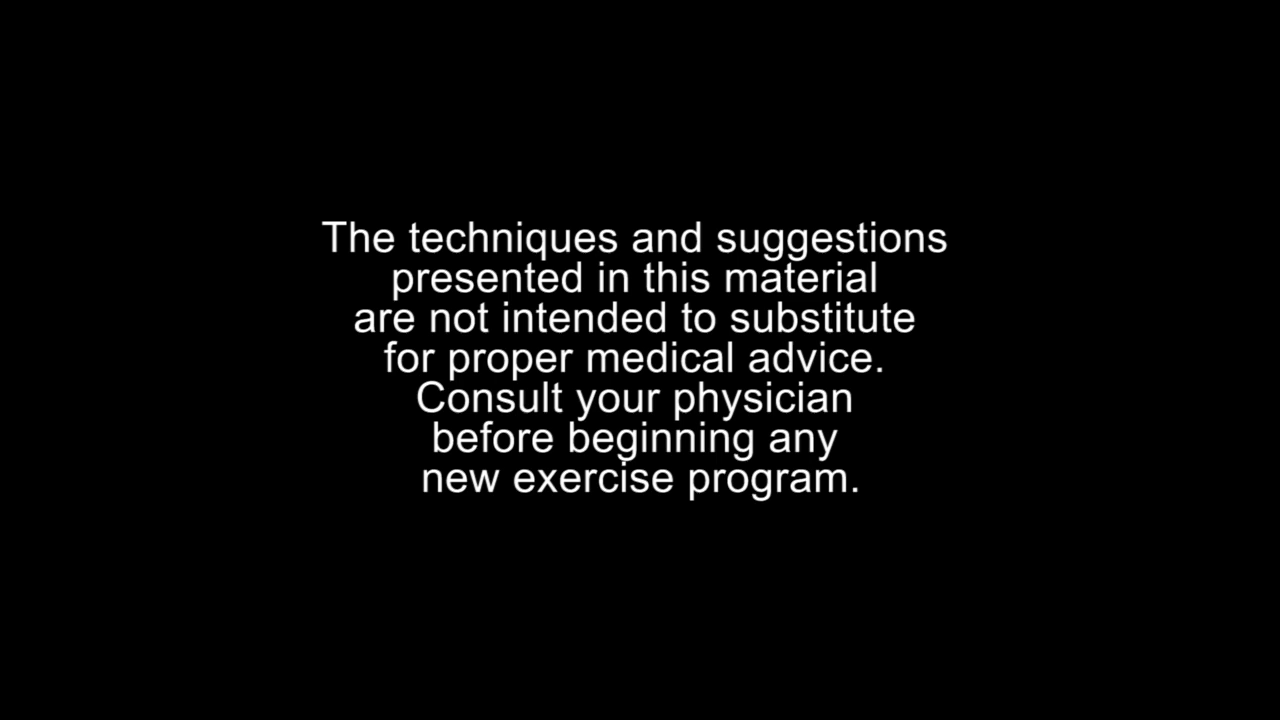 The techniques and suggestions
presented in this material
are not intended to substitute
for proper medical advice.
Consult your physician
before beginning any
new exercise program.